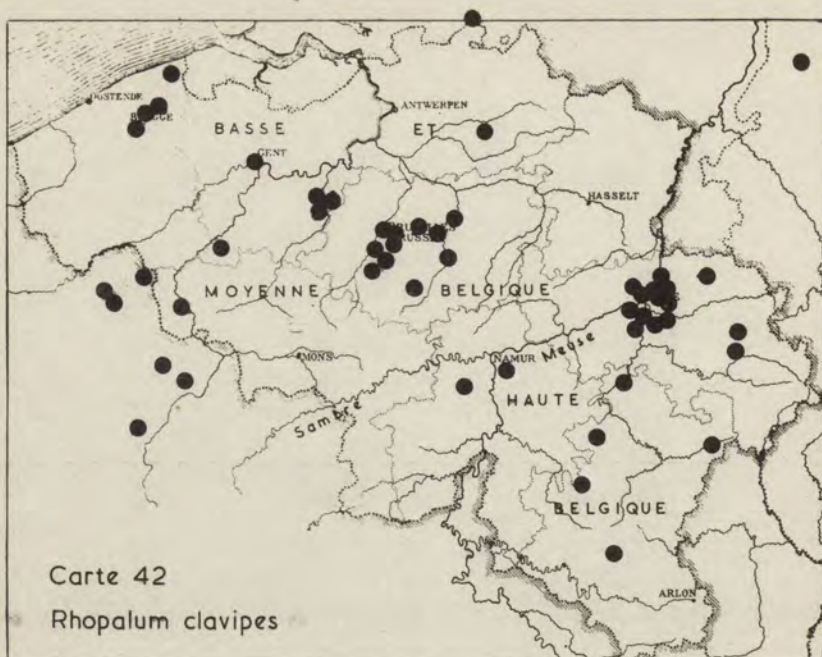 OOSTENDE
BRUGGE
ANTWERPEN
BASSE ET
GENT
HASSELT
MOYENNE BELGIQUE
MONS
NAMUR
Meuse
Sambre
HAUTE
BELGIQUE
Carte 42
ARLON
Rhopalum clavipes